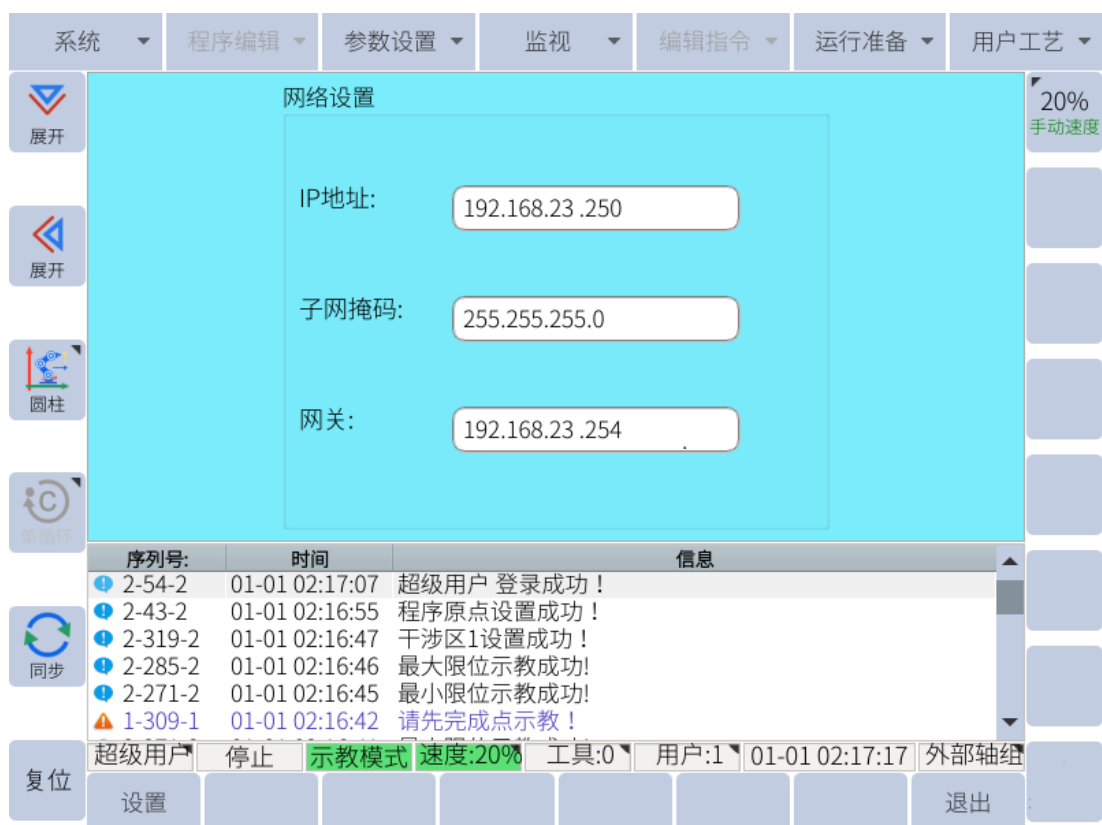 系统 程序编辑 参数设置 监视 编辑指令 运行准备 用户工艺
展开
20%
手动速度
网络设置
IP地址: 192.168.23 .250
展开
子网掩码: 255.255.255.0
圆柱
网关: 192.168.23 .254
C
单循环
序列号: 时间 信息
2-54-2 01-01 02:17:07 超级用户 登录成功！
2-43-2 01-01 02:16:55 程序原点设置成功！
2-319-2 01-01 02:16:47 干涉区1设置成功！
2-285-2 01-01 02:16:46 最大限位示教成功!
2-271-2 01-01 02:16:45 最小限位示教成功!
1-309-1 01-01 02:16:42 请先完成点示教！
同步
超级用户 停止 示教模式 速度:20% 工具:0 用户:1 01-01 02:17:17 外部轴组
复位
设置 退出